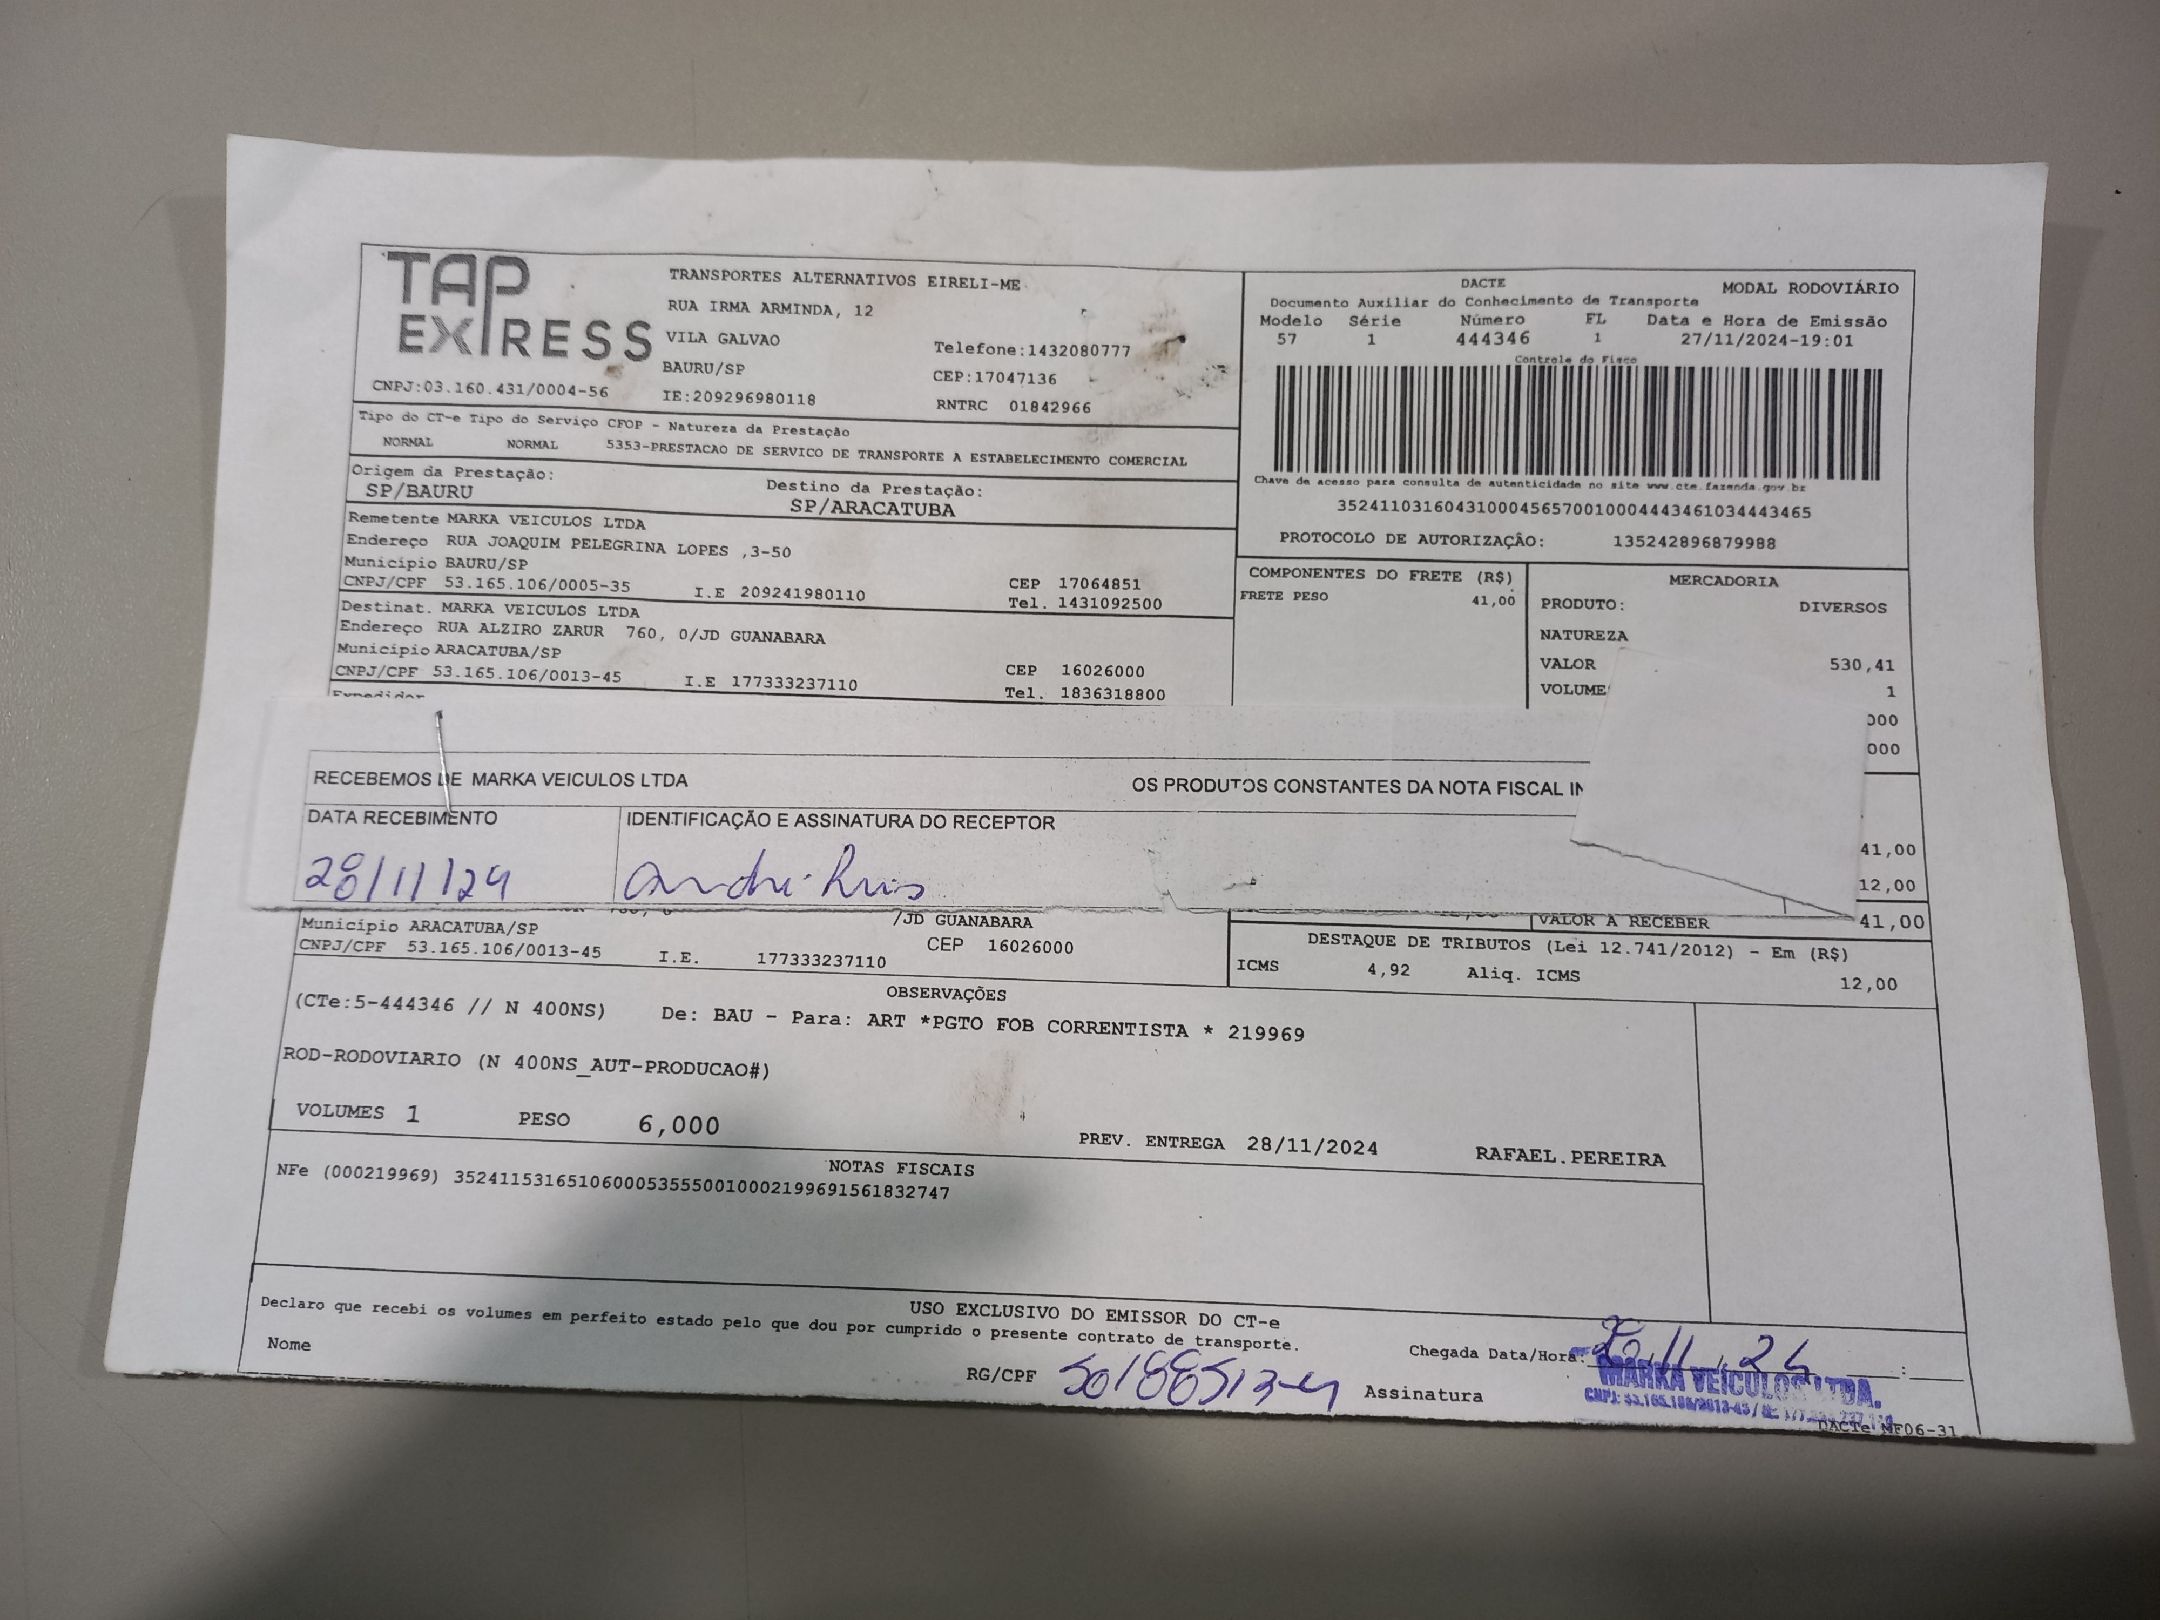 TAP EXPRESS
CNPJ:03.160.431/0004-56
TRANSPORTES ALTERNATIVOS EIRELI-ME
RUA IRMA ARMINDA, 12
VILA GALVAO
BAURU/SP
IE:209296980118
Telefone:1432080777
CEP:17047136
RNTRC 01842966
DACTE
MODAL RODOVIÁRIO
Documento Auxiliar do Conhecimento de Transporte
Modelo Série Número FL Data e Hora de Emissão
57 1 444346 1 27/11/2024-19:01
Controle do Fisco
Chave de acesso para consulta de autenticidade no site www.cte.fazenda.gov.br
35241103160431000456570010004443461034443465
PROTOCOLO DE AUTORIZAÇÃO: 135242896879988
Tipo do CT-e Tipo do Serviço CFOP - Natureza da Prestação
NORMAL NORMAL 5353-PRESTACAO DE SERVICO DE TRANSPORTE A ESTABELECIMENTO COMERCIAL
Origem da Prestação: Destino da Prestação:
SP/BAURU SP/ARACATUBA
Remetente MARKA VEICULOS LTDA
Endereço RUA JOAQUIM PELEGRINA LOPES ,3-50
Município BAURU/SP CEP 17064851
CNPJ/CPF 53.165.106/0005-35 I.E 209241980110 Tel. 1431092500
Destinat. MARKA VEICULOS LTDA
Endereço RUA ALZIRO ZARUR 760, 0/JD GUANABARA
Município ARACATUBA/SP CEP 16026000
CNPJ/CPF 53.165.106/0013-45 I.E 177333237110 Tel. 1836318800
Expedidor
COMPONENTES DO FRETE (R$)
FRETE PESO 41,00
MERCADORIA
PRODUTO: DIVERSOS
NATUREZA
VALOR 530,41
VOLUME 1
000
000
41,00
12,00
RECEBEMOS DE MARKA VEICULOS LTDA OS PRODUTOS CONSTANTES DA NOTA FISCAL IN
DATA RECEBIMENTO IDENTIFICAÇÃO E ASSINATURA DO RECEPTOR
28/11/24
VALOR A RECEBER 41,00
/JD GUANABARA
Município ARACATUBA/SP CEP 16026000
CNPJ/CPF 53.165.106/0013-45 I.E. 177333237110
DESTAQUE DE TRIBUTOS (Lei 12.741/2012) - Em (R$)
ICMS 4,92 Aliq. ICMS 12,00
OBSERVAÇÕES
(CTe:5-444346 // N 400NS) De: BAU - Para: ART *PGTO FOB CORRENTISTA * 219969
ROD-RODOVIARIO (N 400NS_AUT-PRODUCAO#)
VOLUMES 1 PESO 6,000 PREV. ENTREGA 28/11/2024 RAFAEL.PEREIRA
NOTAS FISCAIS
NFe (000219969) 35241153165106000535550010002199691561832747
USO EXCLUSIVO DO EMISSOR DO CT-e
Declaro que recebi os volumes em perfeito estado pelo que dou por cumprido o presente contrato de transporte.
Nome RG/CPF Chegada Data/Hora: :
Assinatura
MARKA VEICULOS LTDA.
DACTe NF06-31